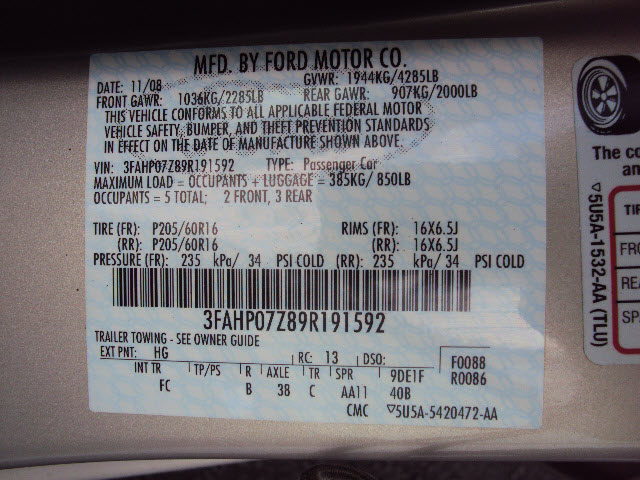 MFD. BY FORD MOTOR CO.
DATE: 11/08 GVWR: 1944KG/4285LB
FRONT GAWR: 1036KG/2285LB REAR GAWR: 907KG/2000LB
THIS VEHICLE CONFORMS TO ALL APPLICABLE FEDERAL MOTOR
VEHICLE SAFETY, BUMPER, AND THEFT PREVENTION STANDARDS
IN EFFECT ON THE DATE OF MANUFACTURE SHOWN ABOVE.
VIN: 3FAHP07Z89R191592 TYPE: Passenger Car
MAXIMUM LOAD = OCCUPANTS + LUGGAGE = 385KG/ 850LB
OCCUPANTS = 5 TOTAL: 2 FRONT, 3 REAR
TIRE (FR): P205/60R16 RIMS (FR): 16X6.5J
(RR): P205/60R16 (RR): 16X6.5J
PRESSURE (FR): 235 kPa/ 34 PSI COLD (RR): 235 kPa/ 34 PSI COLD
3FAHP07Z89R191592
TRAILER TOWING - SEE OWNER GUIDE
EXT PNT: HG RC: 13 DSO: F0088
INT TR TP/PS R AXLE TR SPR 9DE1F R0086
FC B 38 C AA11 40B
CMC ▽5U5A-5420472-AA
The co
an
TIR
FRO
REA
SPA
▽5U5A-1532-AA (TLU)